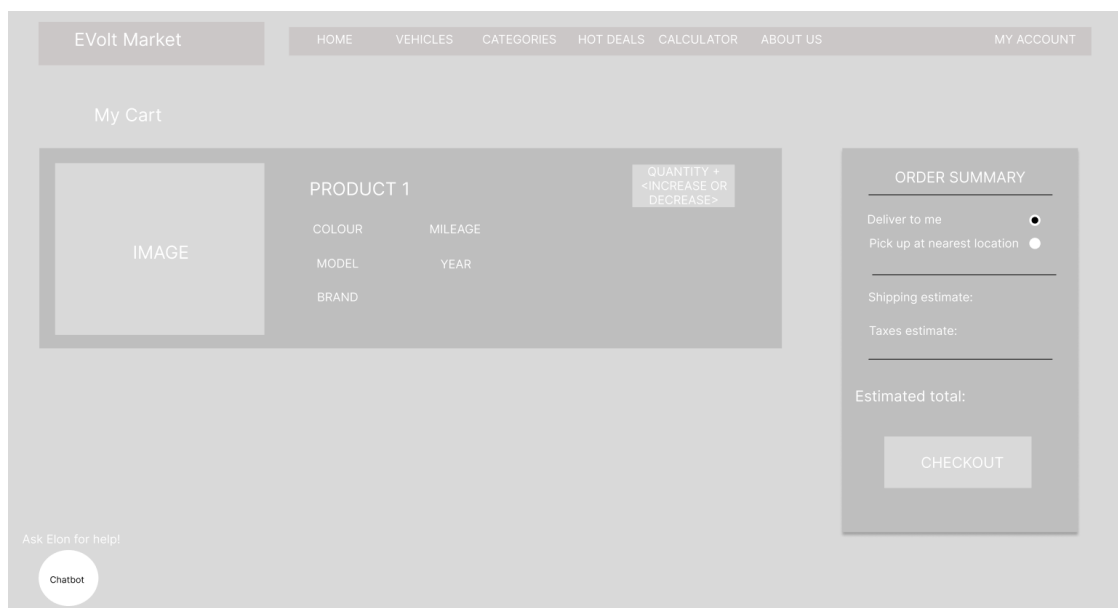 EVolt Market
HOME VEHICLES CATEGORIES HOT DEALS CALCULATOR ABOUT US MY ACCOUNT
My Cart
IMAGE
PRODUCT 1
QUANTITY +
<INCREASE OR
DECREASE>
COLOUR MILEAGE
MODEL YEAR
BRAND
ORDER SUMMARY
Deliver to me
Pick up at nearest location
Shipping estimate:
Taxes estimate:
Estimated total:
CHECKOUT
Ask Elon for help!
Chatbot